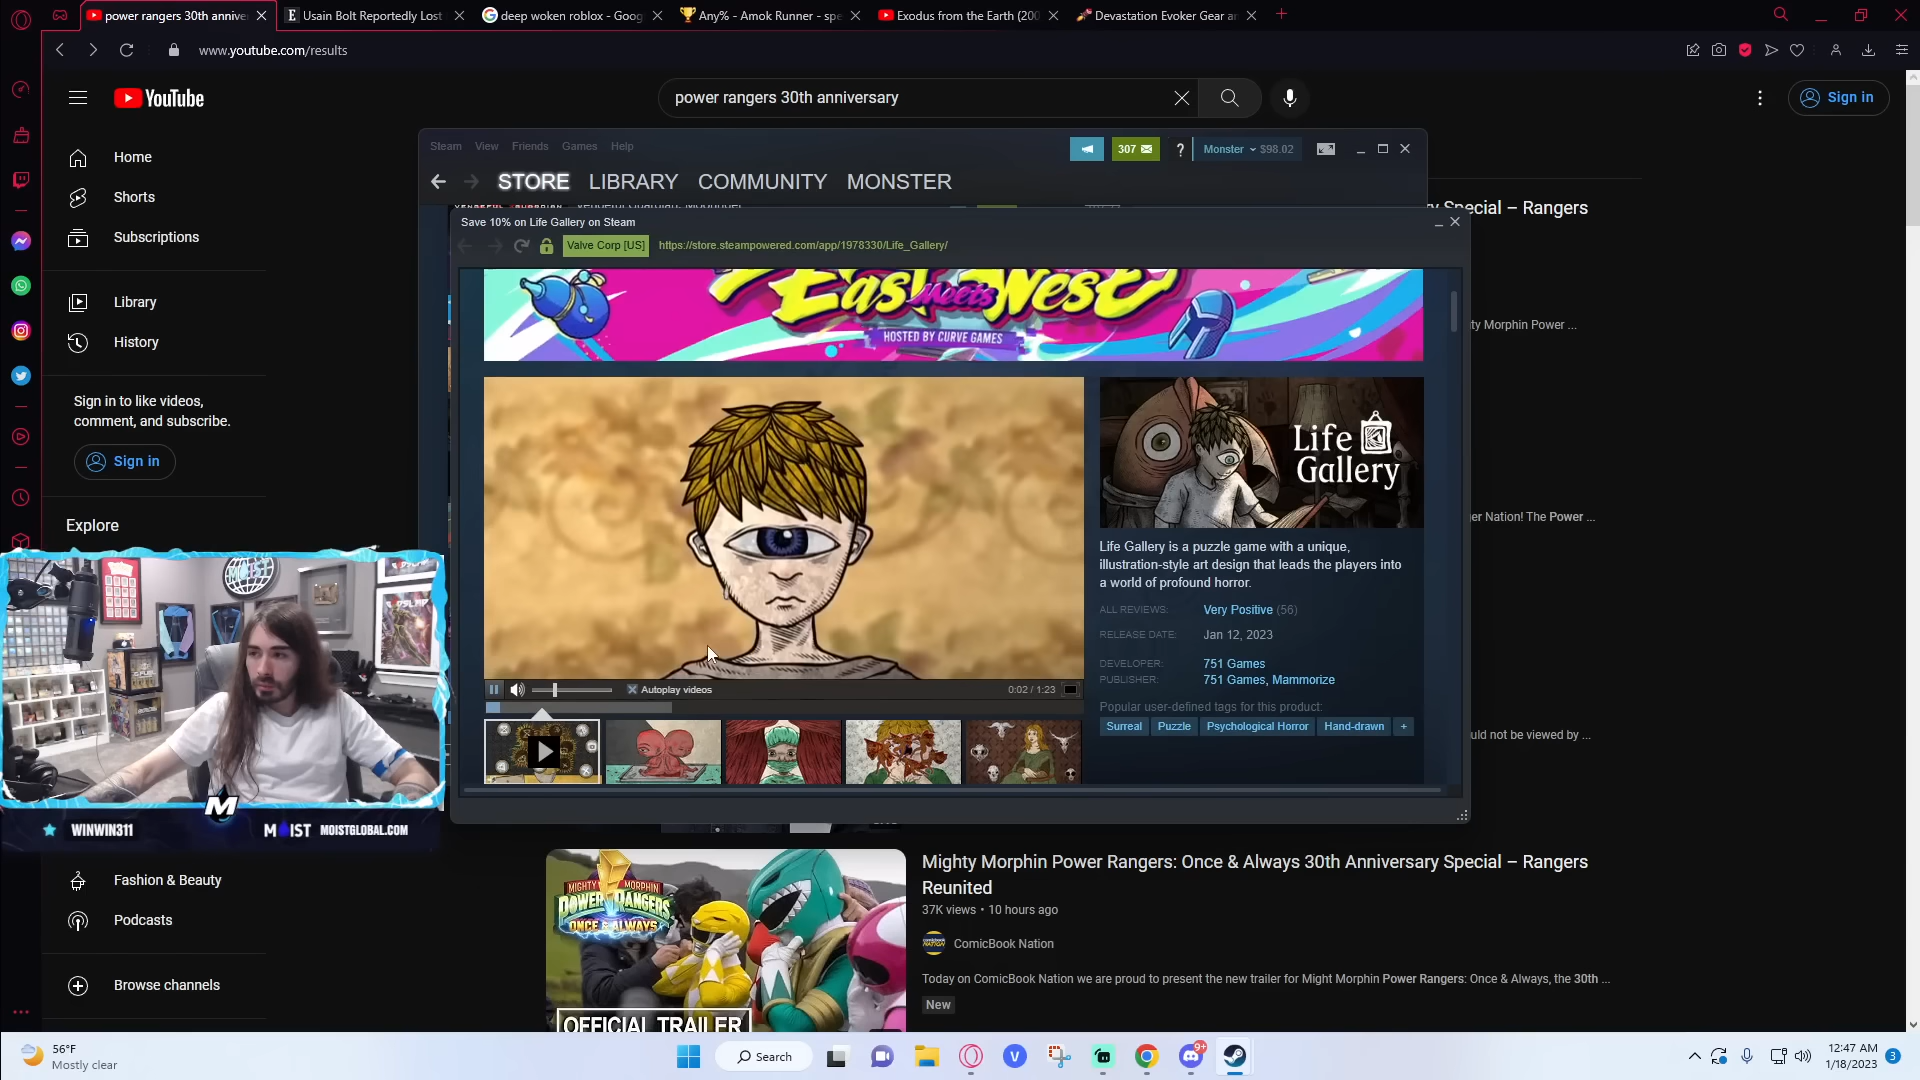 power rangers 30th annive
Usain Bolt Reportedly Lost
deep woken roblox - Goog
Any% - Amok Runner - spe
Exodus from the Earth (200
Devastation Evoker Gear an
www.youtube.com/results
YouTube
power rangers 30th anniversary
Sign in
Home
Shorts
Subscriptions
Library
History
Sign in to like videos,
comment, and subscribe.
Sign in
Explore
Fashion & Beauty
Podcasts
Browse channels
Steam View Friends Games Help
307
?
Monster $98.02
STORE LIBRARY COMMUNITY MONSTER
Save 10% on Life Gallery on Steam
Valve Corp [US]
https://store.steampowered.com/app/1978330/Life_Gallery/
East Meets West
HOSTED BY CURVE GAMES
Life Gallery
Life Gallery is a puzzle game with a unique,
illustration-style art design that leads the players into
a world of profound horror.
ALL REVIEWS: Very Positive (56)
RELEASE DATE: Jan 12, 2023
DEVELOPER: 751 Games
PUBLISHER: 751 Games, Mammorize
Popular user-defined tags for this product:
Surreal Puzzle Psychological Horror Hand-drawn +
Autoplay videos
0:02 / 1:23
y Special – Rangers
ty Morphin Power ...
er Nation! The Power ...
uld not be viewed by ...
MOIST
WINWIN311
M
MOIST MOISTGLOBAL.COM
MIGHTY MORPHIN
POWER RANGERS
ONCE & ALWAYS
OFFICIAL TRAILER
Mighty Morphin Power Rangers: Once & Always 30th Anniversary Special – Rangers
Reunited
37K views • 10 hours ago
ComicBook Nation
Today on ComicBook Nation we are proud to present the new trailer for Might Morphin Power Rangers: Once & Always, the 30th ...
New
56°F
Mostly clear
Search
V
9+
12:47 AM
1/18/2023
3